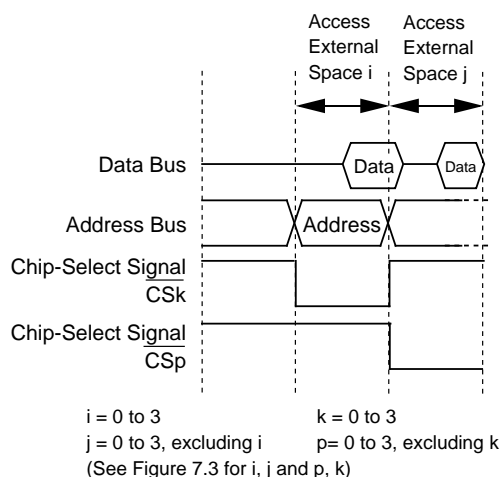 Access External Space i
Access External Space j
Data Bus
Data
Data
Address Bus
Address
Chip-Select Signal
CSk
Chip-Select Signal
CSp
i = 0 to 3
k = 0 to 3
j = 0 to 3, excluding i
p= 0 to 3, excluding k
(See Figure 7.3 for i, j and p, k)